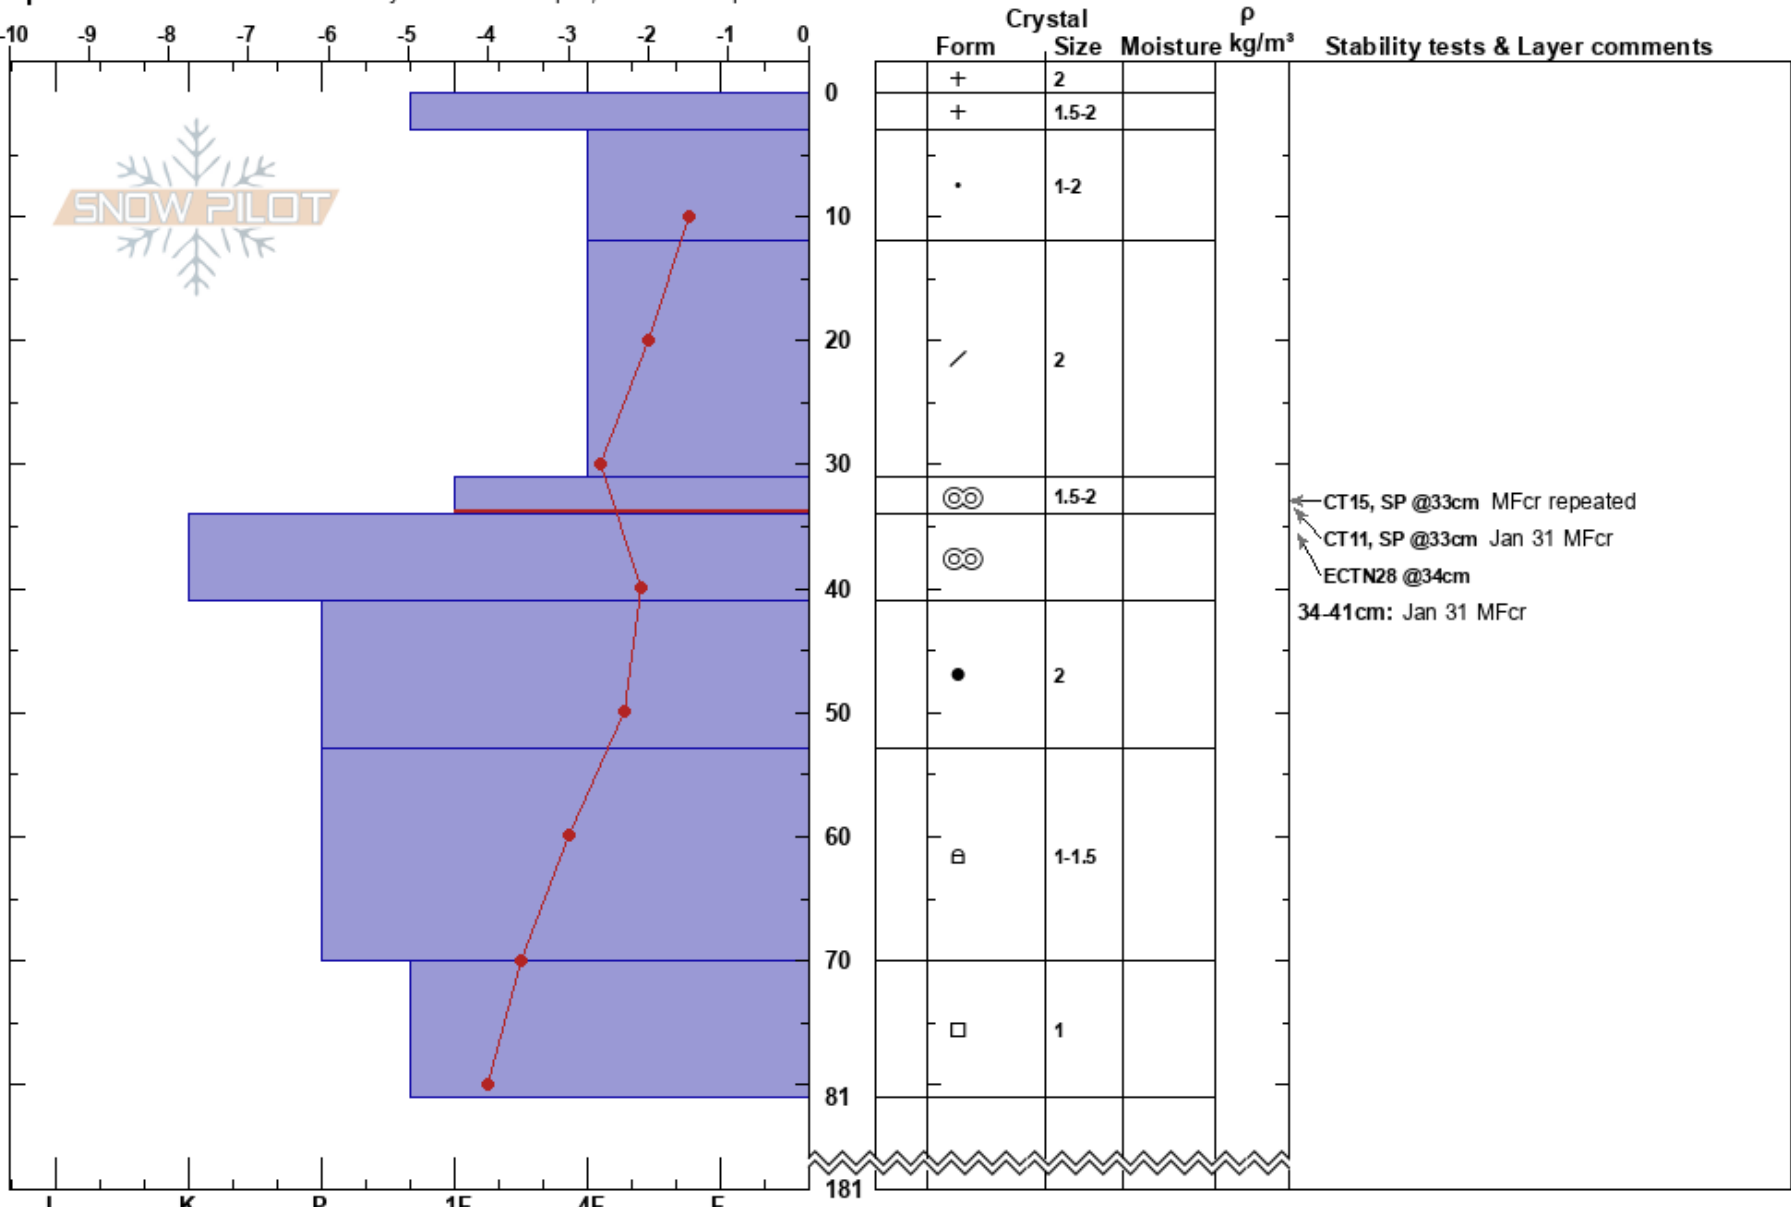 -10 -9 -8 -7 -6 -5 -4 -3 -2 -1 0
Crystal ρ
Form Size Moisture kg/m³ Stability tests & Layer comments
+ 2
0
+ 1.5-2
SNOW PILOT
• 1-2
10
20
/ 2
30
1.5-2
CT15, SP @33cm MFcr repeated
CT11, SP @33cm Jan 31 MFcr
ECTN28 @34cm
40
34-41cm: Jan 31 MFcr
● 2
50
60
1-1.5
70
□ 1
81
181
K P 1F 4F F